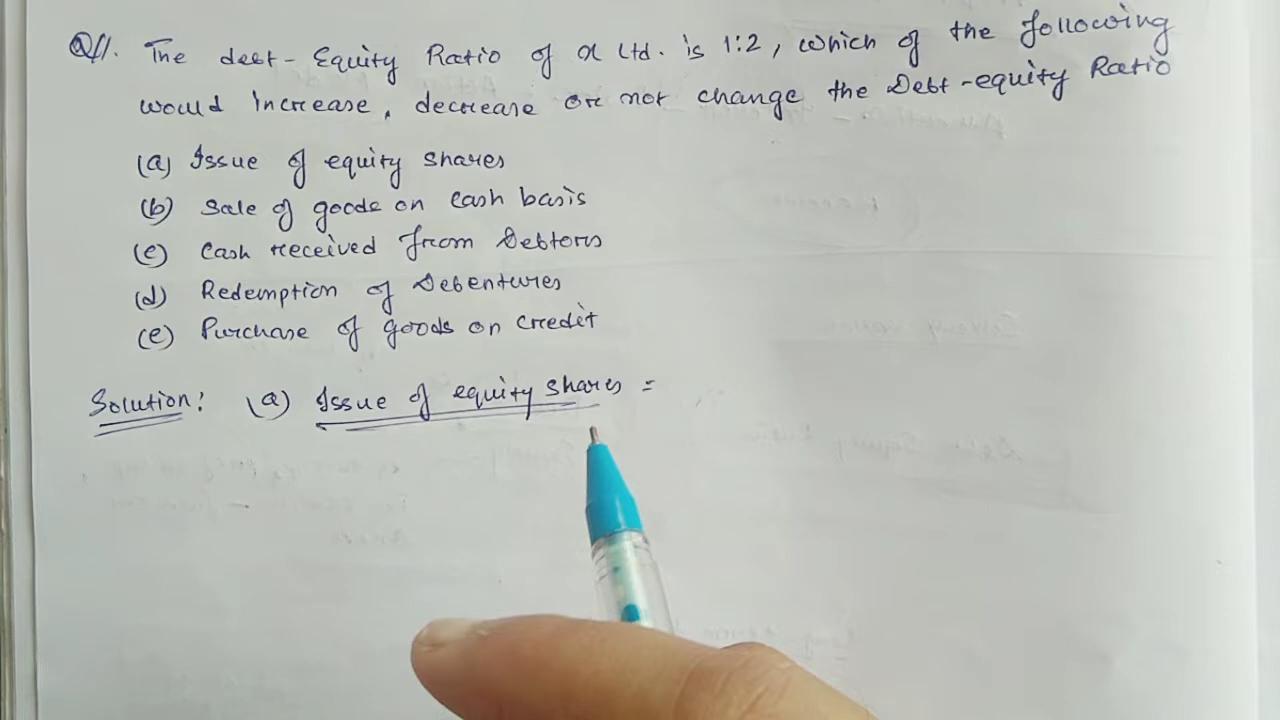 Q1. The debt-Equity Ratio of X Ltd. is 1:2, which of the following
would increase, decrease or not change the Debt-equity Ratio
(a) Issue of equity shares
(b) Sale of goods on cash basis
(c) Cash received from Debtors
(d) Redemption of Debentures
(e) Purchase of goods on credit
Solution: (a) Issue of equity shares =